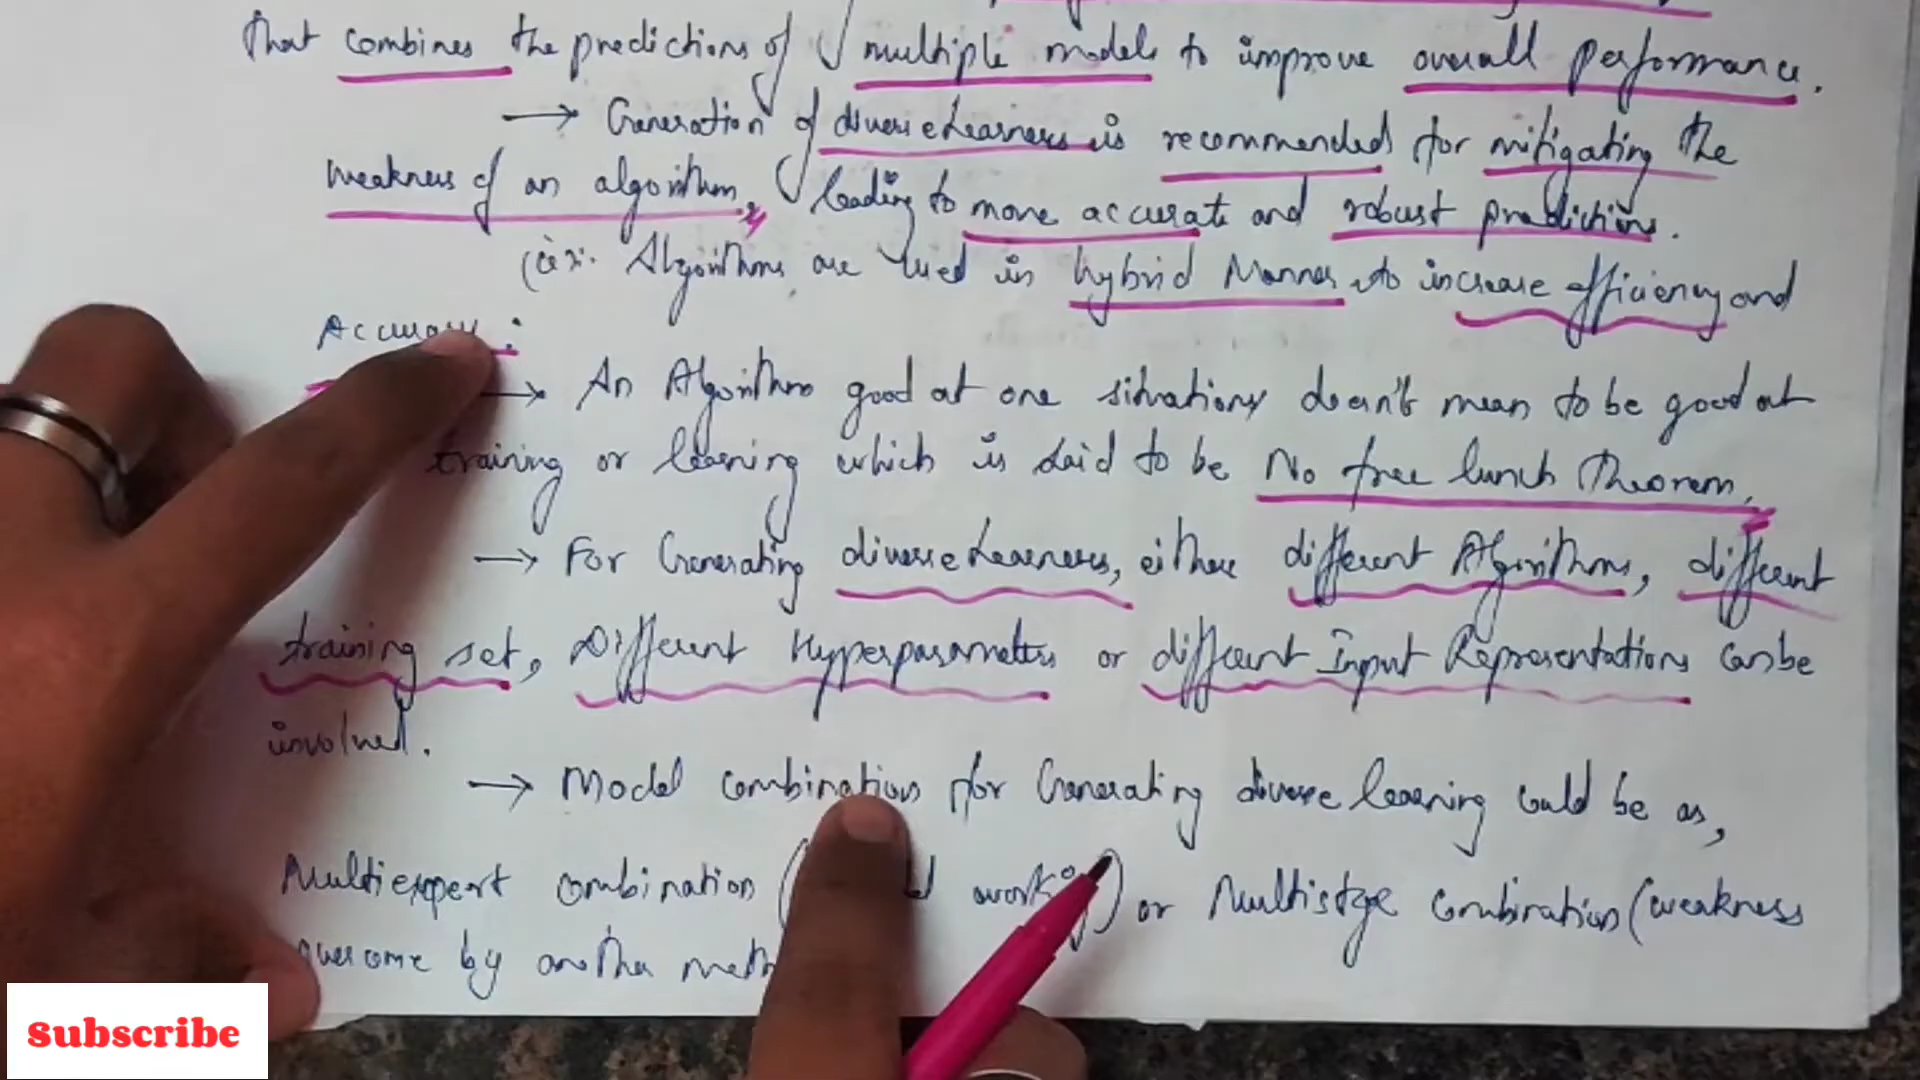 that combines the predictions of multiple models to improve overall performance.
→ Generation of diverse Learners is recommended for mitigating the
weakness of an algorithm, leading to more accurate and robust predictions.
(ex:. Algorithms are used in hybrid Manner to increase efficiency and
Accuracy:
→ An Algorithm good at one situations doesn't mean to be good at
training or learning which is said to be No free lunch Theorem.
→ For Generating diverse Learners, either different Algorithms, different
training set, Different Hyperparameters or different Input Representations can be
involved.
→ Model combinations for Generating diverse learning could be as,
Multiexpert combination ( working) or Multistage combination (weakness
overcome by another
Subscribe